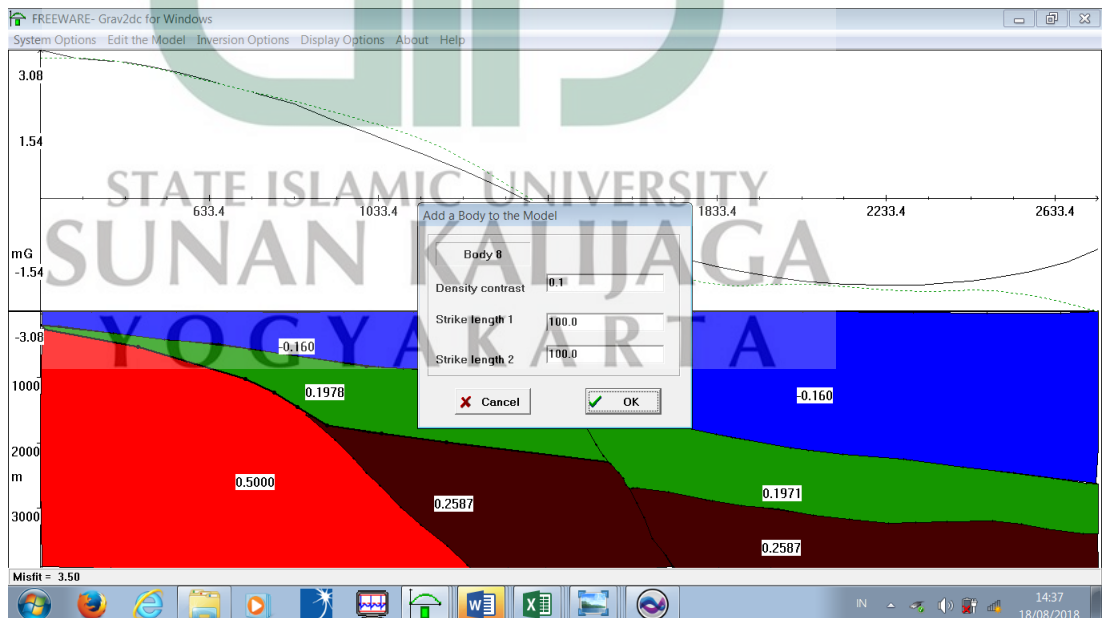 FREEWARE- Grav2dc for Windows
System Options Edit the Model Inversion Options Display Options About Help
3.08
1.54
STATE ISLAMIC UNIVERSITY
633.4 1033.4 1833.4 2233.4 2633.4
Add a Body to the Model
SUNAN KALIJAGA
mG
-1.54
Body 8
Density contrast 0.1
Strike length 1 100.0
Strike length 2 100.0
Cancel OK
YOGYAKARTA
-3.08
-0.160
1000
0.1978
-0.160
2000
m
0.5000
0.2587
0.1971
3000
0.2587
Misfit = 3.50
IN 14:37
18/08/2018